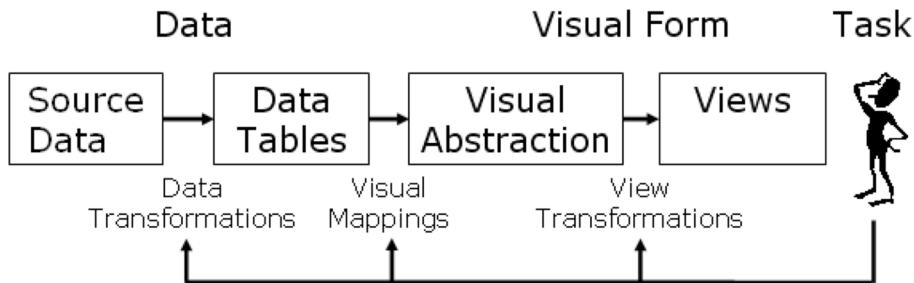 Data
Visual Form
Task
Source
Data
Data
Tables
Visual
Abstraction
Views
Data
Transformations
Visual
Mappings
View
Transformations